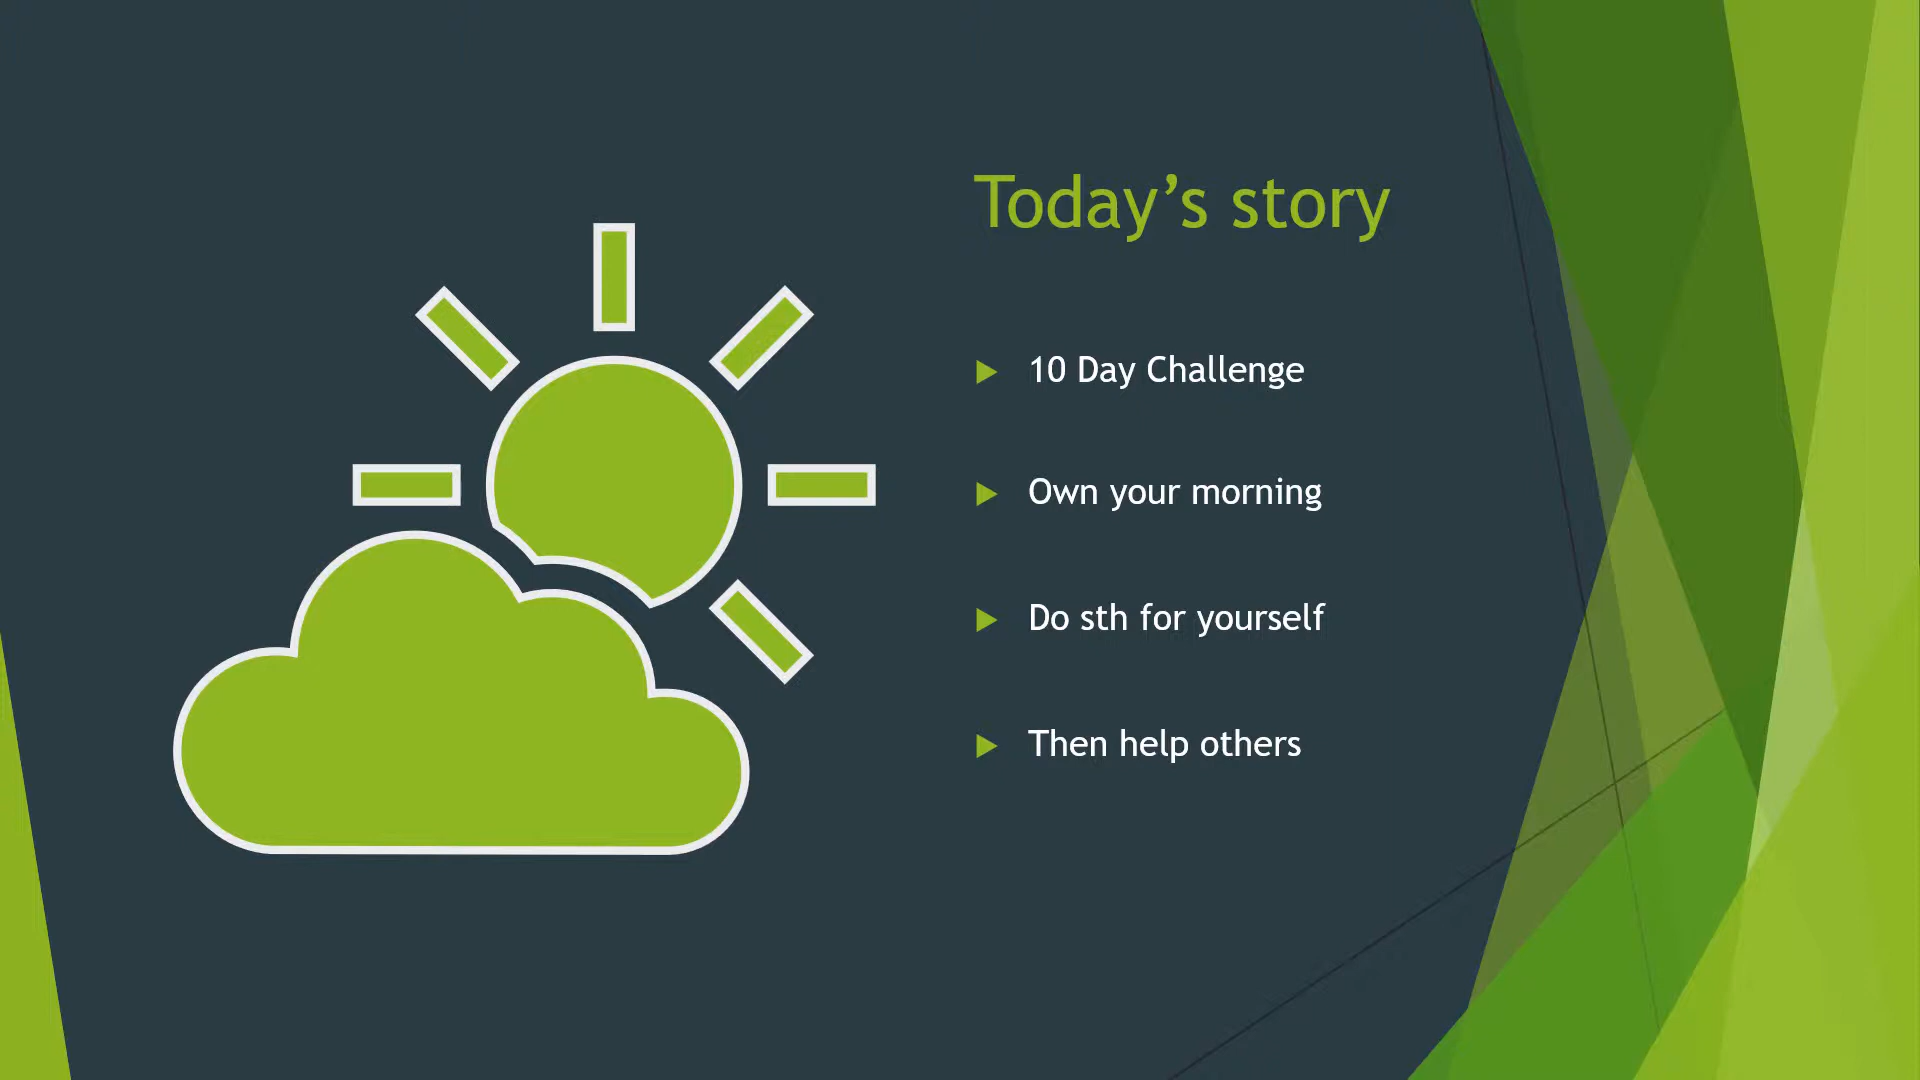 Today’s story
10 Day Challenge
Own your morning
Do sth for yourself
Then help others